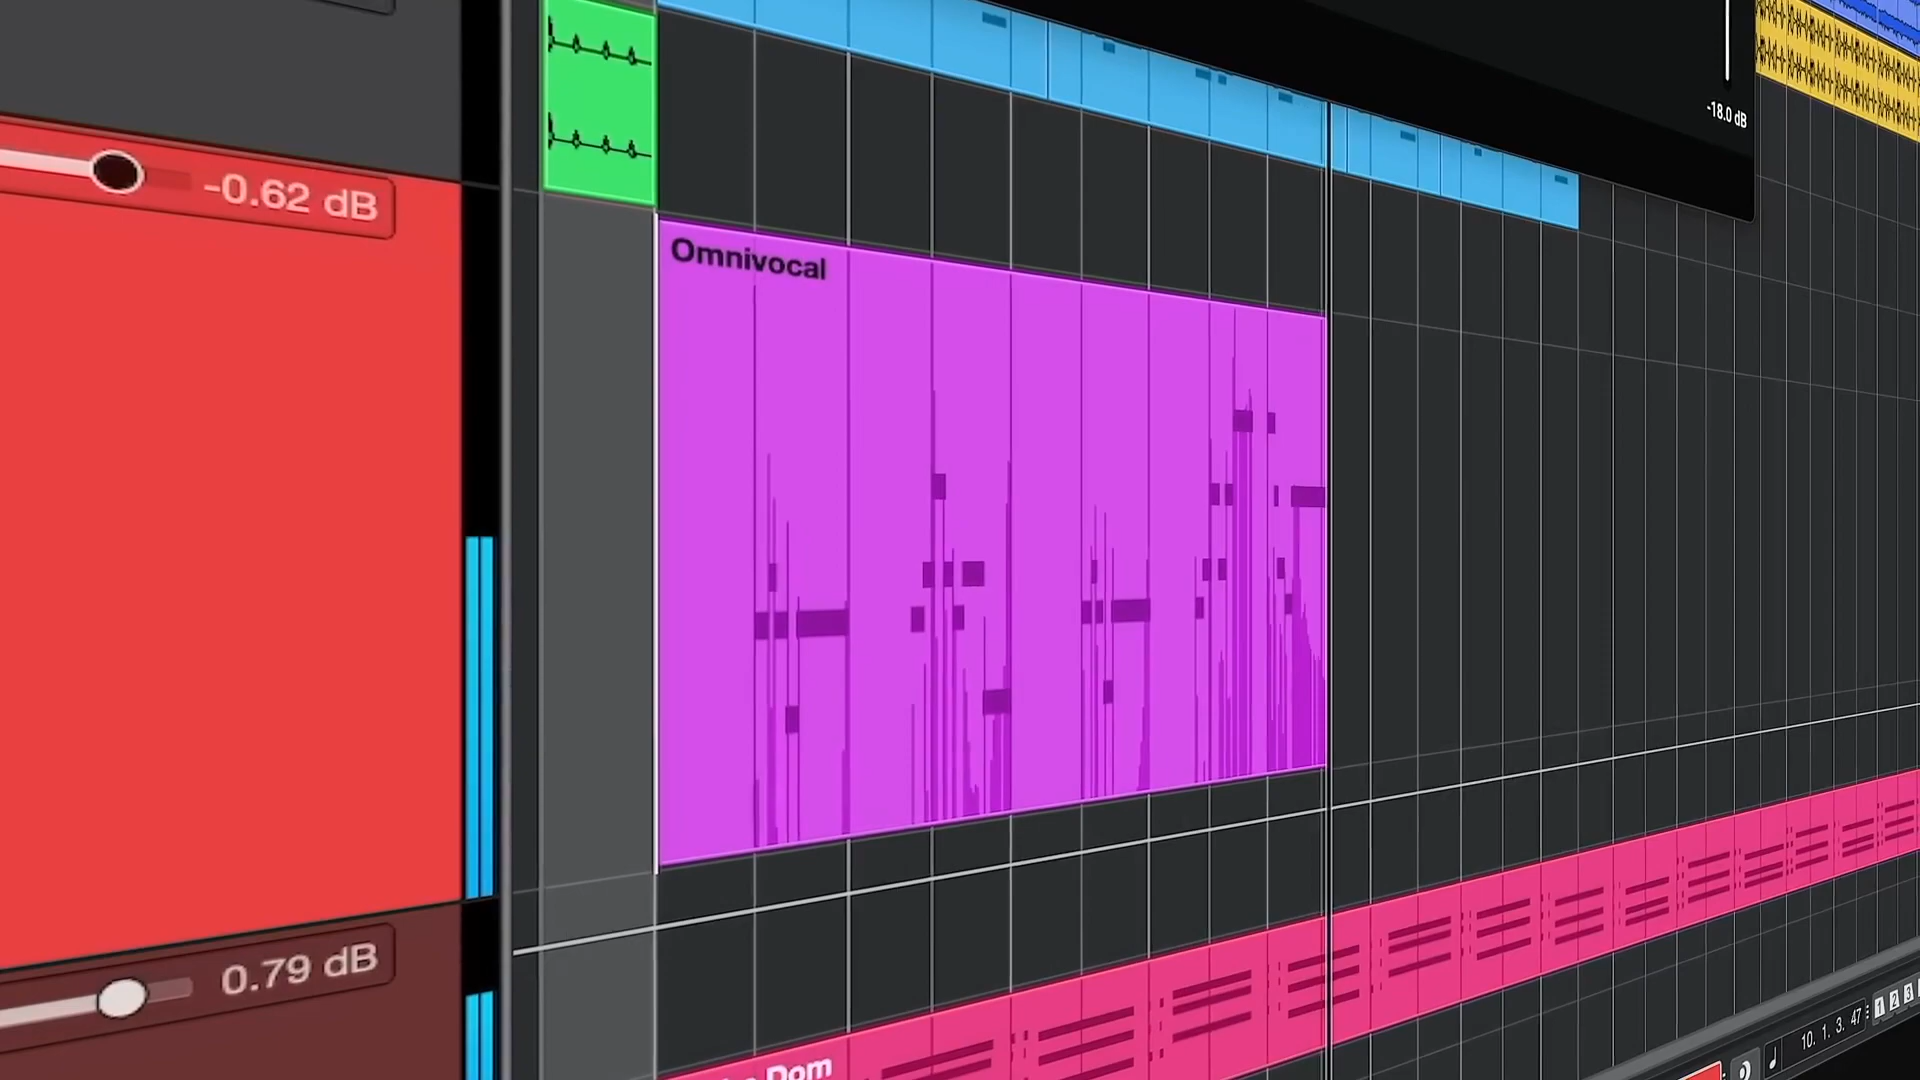 -18.0 dB
-0.62 dB
Omnivocal
0.79 dB
Dom
10. 1. 3. 47
1 2 3